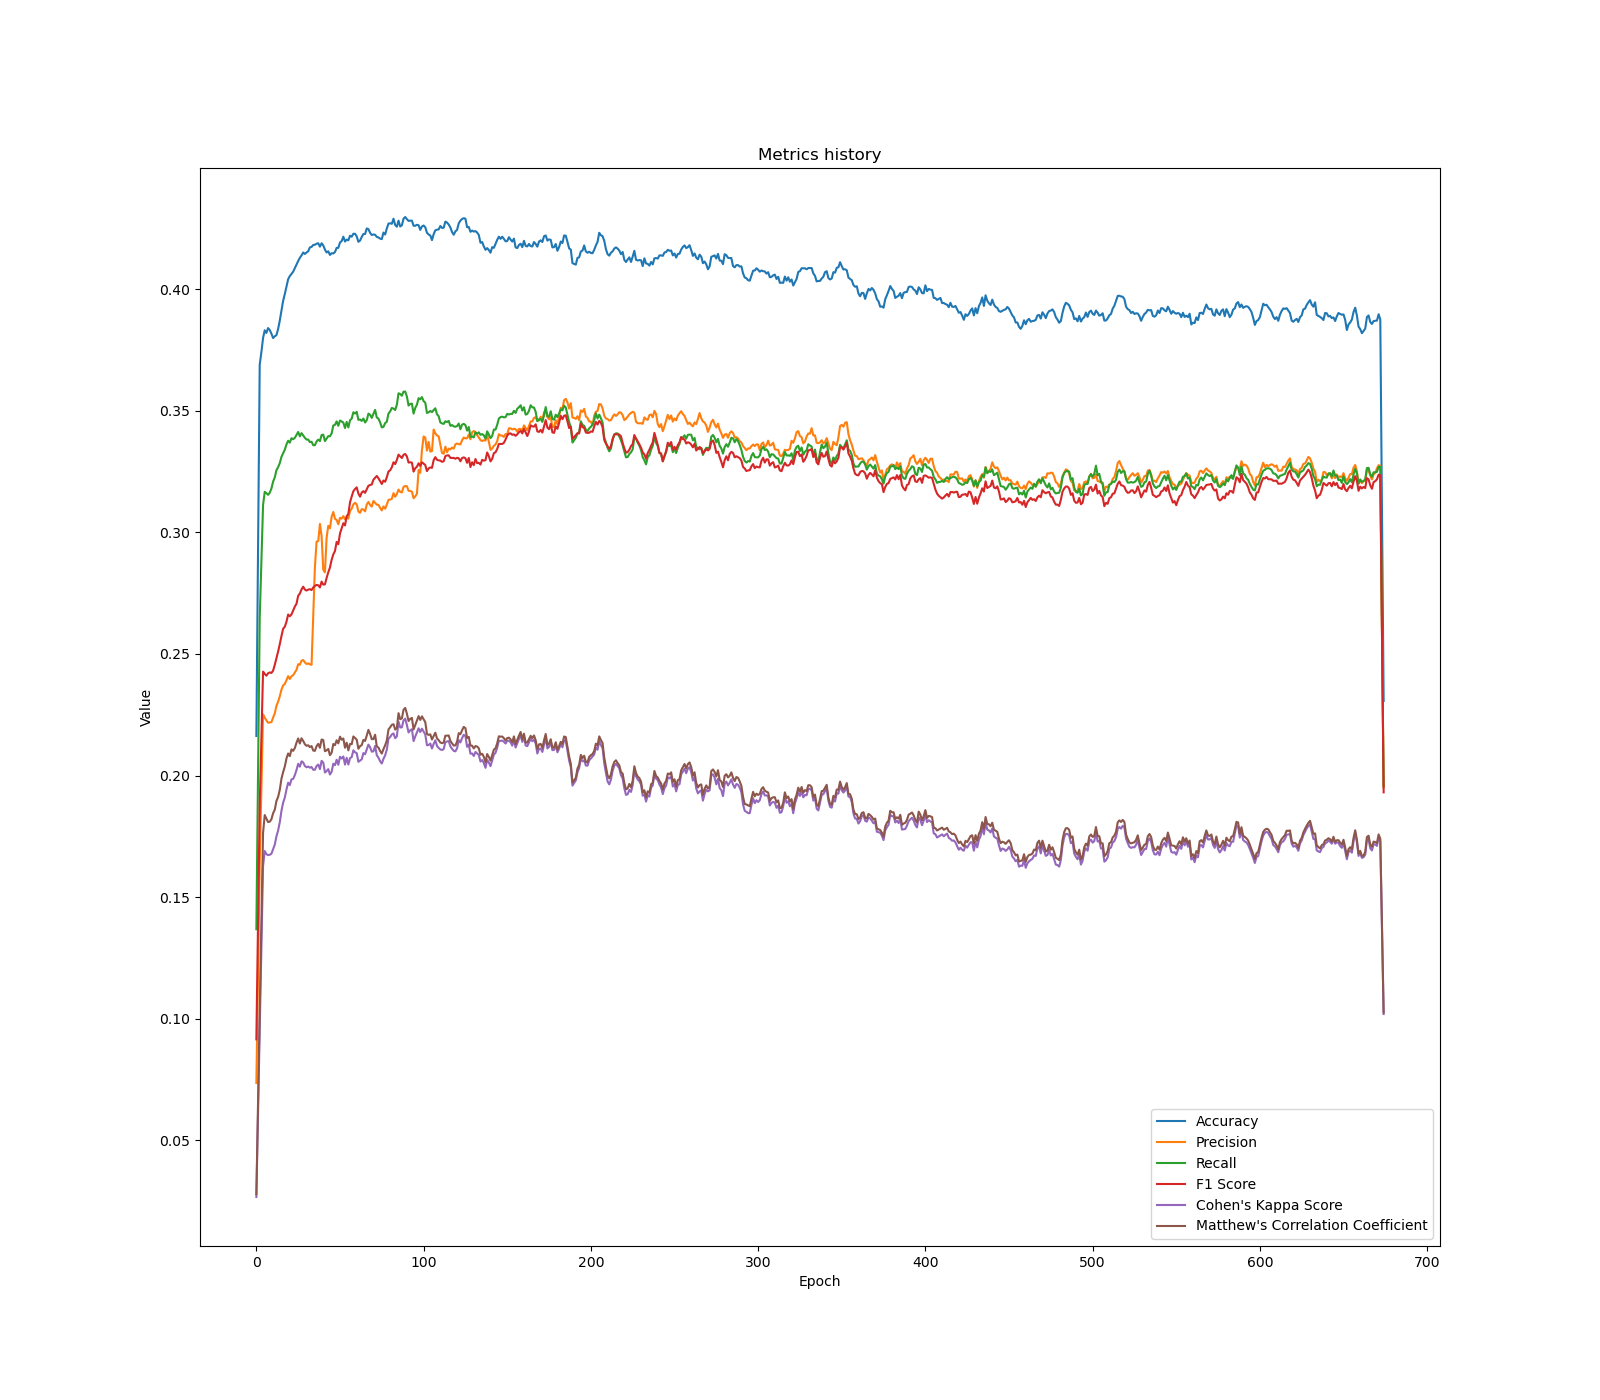 Metrics history
Value
0.40
0.35
0.30
0.25
0.20
0.15
0.10
0.05
0
100
200
300
400
500
600
700
Epoch
Accuracy
Precision
Recall
F1 Score
Cohen's Kappa Score
Matthew's Correlation Coefficient